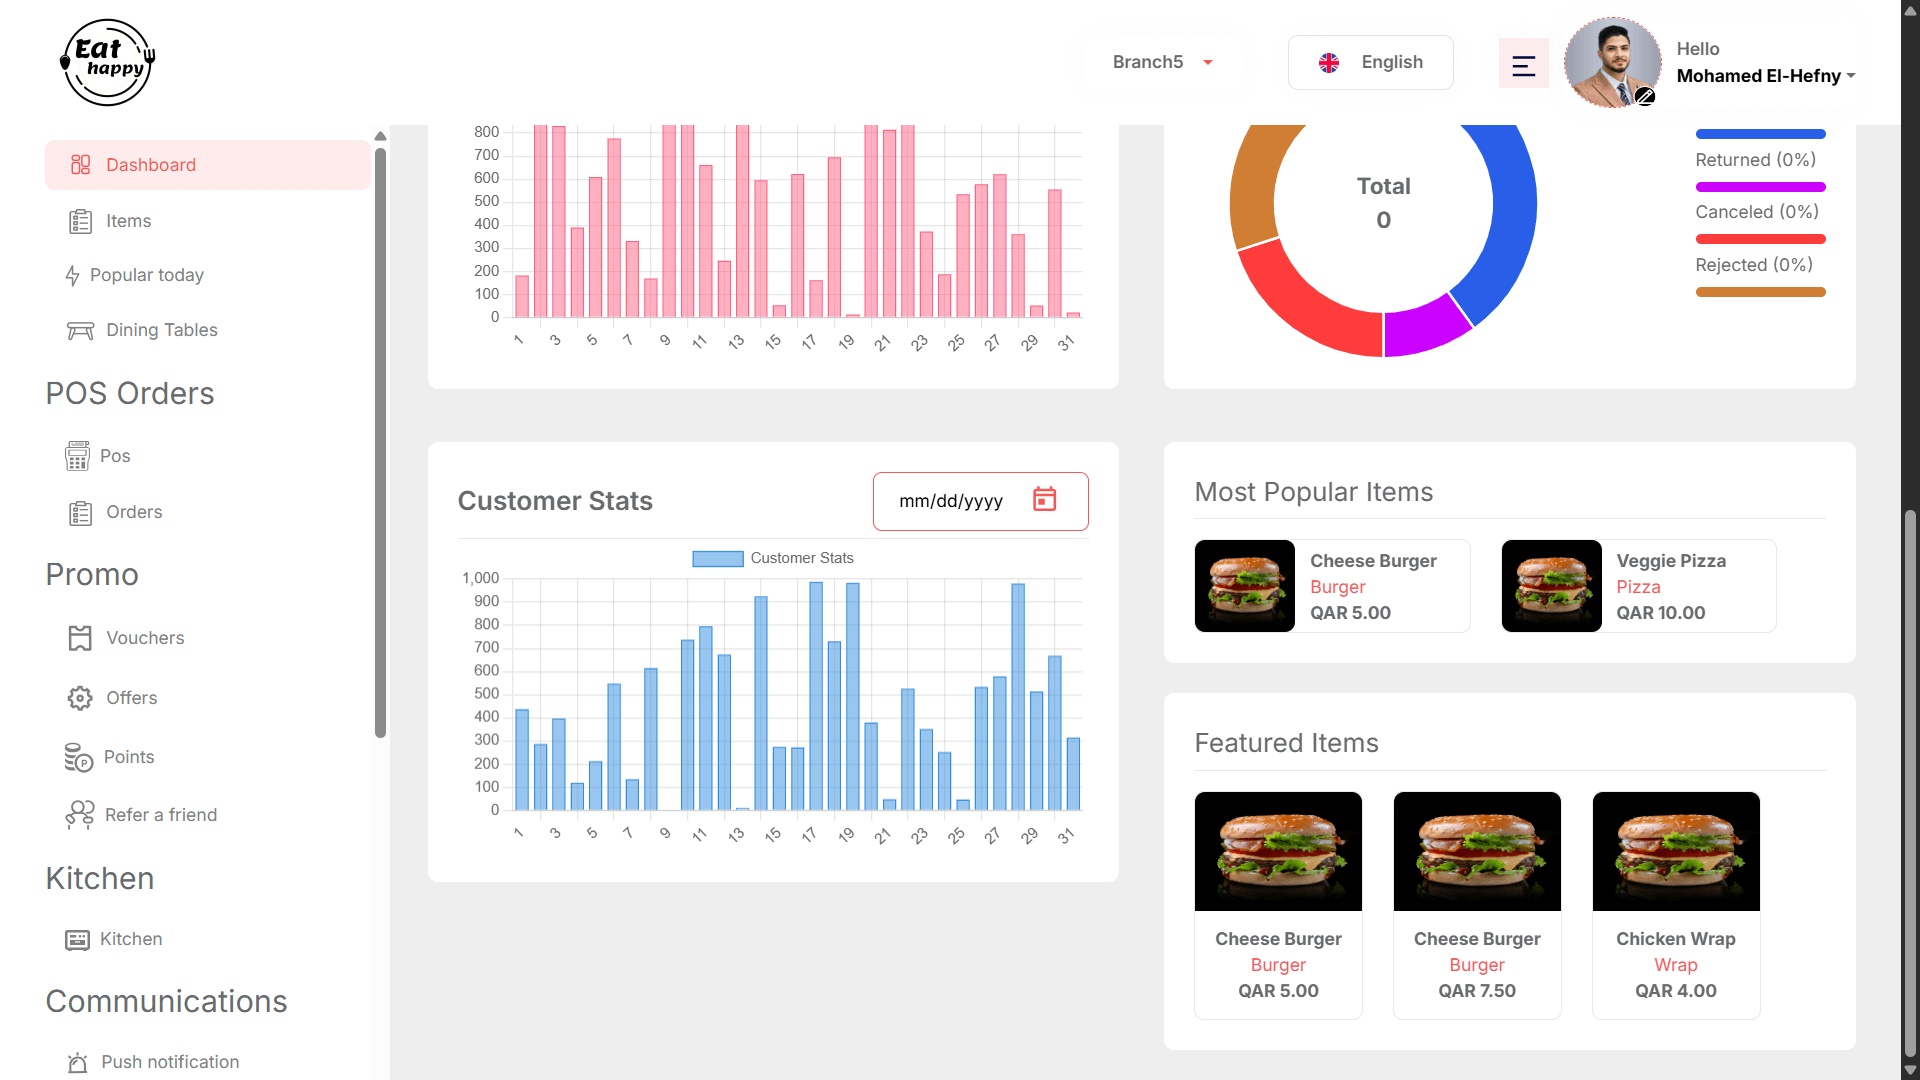 Eat
happy
Branch5
English
Hello
Mohamed El-Hefny
Dashboard
Items
Popular today
Dining Tables
POS Orders
Pos
Orders
Promo
Vouchers
Offers
Points
Refer a friend
Kitchen
Kitchen
Communications
Push notification
800
700
600
500
400
300
200
100
0
1 3 5 7 9 11 13 15 17 19 21 23 25 27 29 31
Total
0
Returned (0%)
Canceled (0%)
Rejected (0%)
Customer Stats
mm/dd/yyyy
Customer Stats
1,000
900
800
700
600
500
400
300
200
100
0
1 3 5 7 9 11 13 15 17 19 21 23 25 27 29 31
Most Popular Items
Cheese Burger
Burger
QAR 5.00
Veggie Pizza
Pizza
QAR 10.00
Featured Items
Cheese Burger
Burger
QAR 5.00
Cheese Burger
Burger
QAR 7.50
Chicken Wrap
Wrap
QAR 4.00